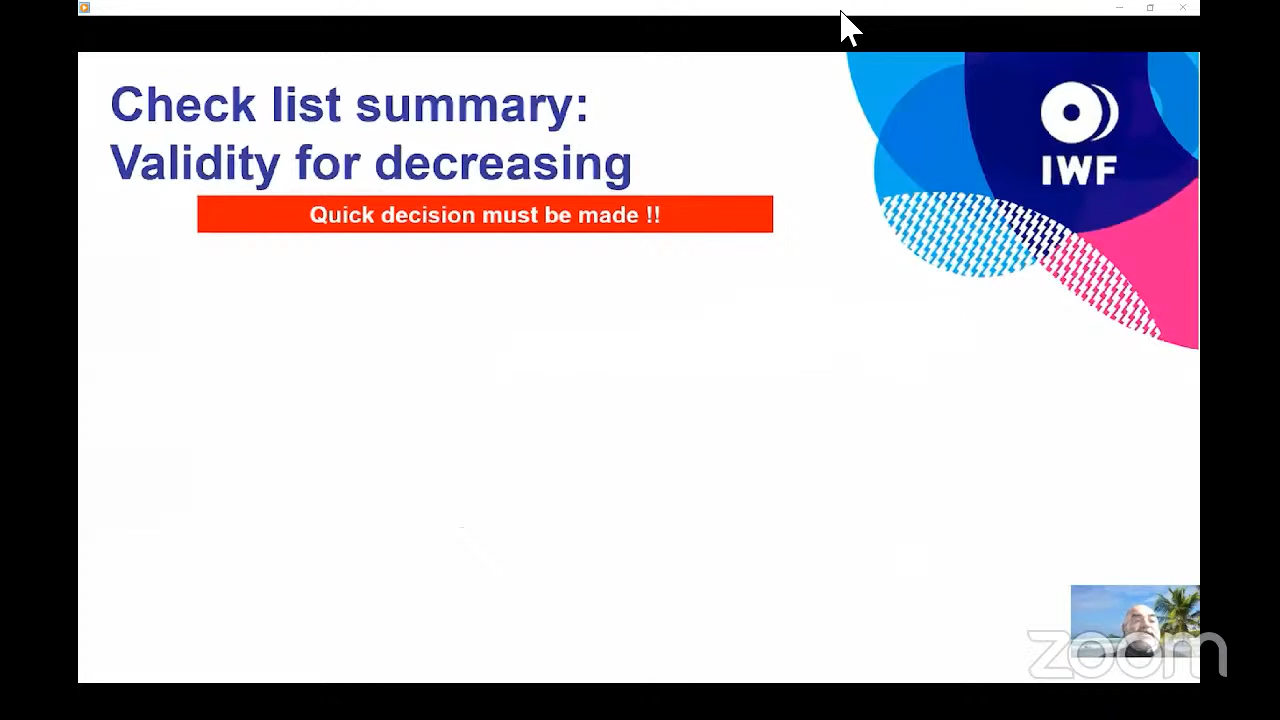 Check list summary:
Validity for decreasing
Quick decision must be made !!
IWF
zoom